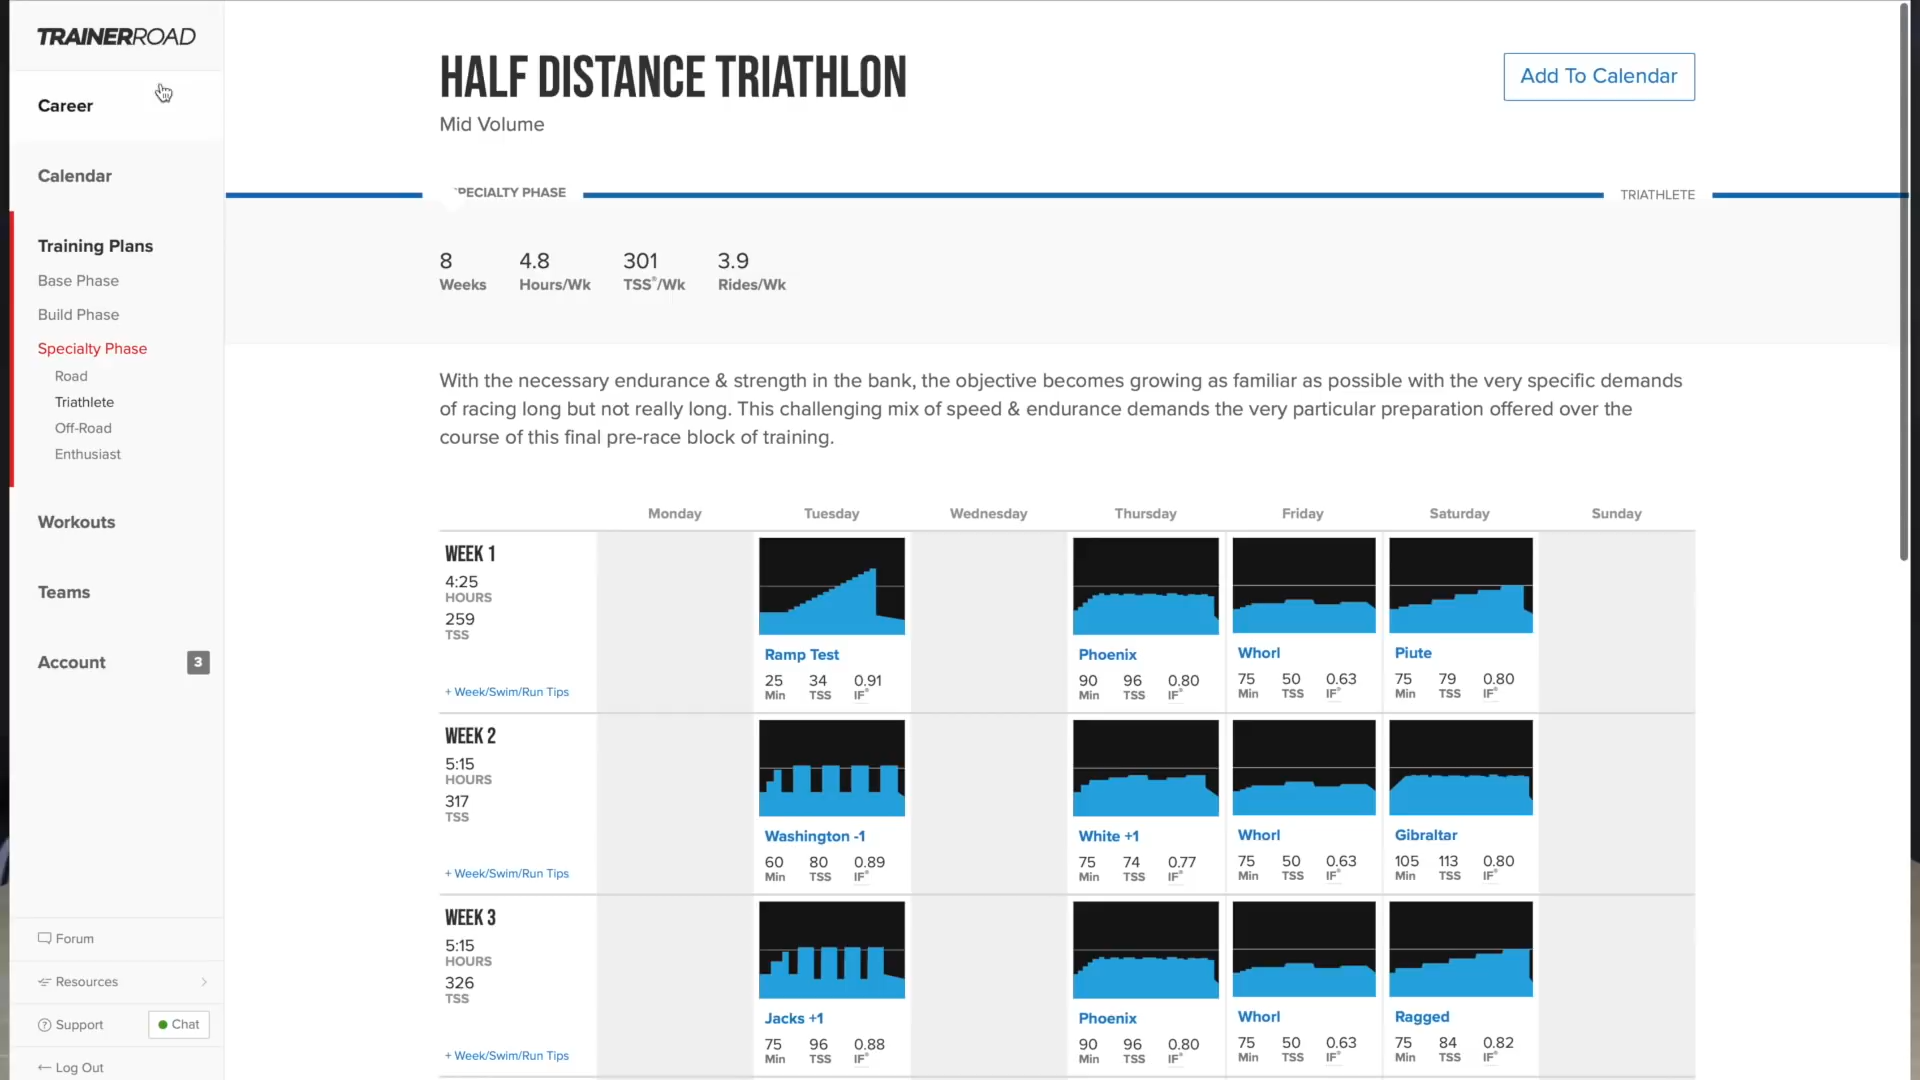 TRAINERROAD
Career
Calendar
Training Plans
Base Phase
Build Phase
Specialty Phase
Road
Triathlete
Off-Road
Enthusiast
Workouts
Teams
Account 3
Forum
Resources
Support Chat
Log Out
HALF DISTANCE TRIATHLON
Add To Calendar
Mid Volume
PECIALTY PHASE TRIATHLETE
8 4.8 301 3.9
Weeks Hours/Wk TSS®/Wk Rides/Wk
With the necessary endurance & strength in the bank, the objective becomes growing as familiar as possible with the very specific demands
of racing long but not really long. This challenging mix of speed & endurance demands the very particular preparation offered over the
course of this final pre-race block of training.
Monday Tuesday Wednesday Thursday Friday Saturday Sunday
WEEK 1
4:25
HOURS
259
TSS
+ Week/Swim/Run Tips
Ramp Test
25 34 0.91
Min TSS IF®
Phoenix
90 96 0.80
Min TSS IF®
Whorl
75 50 0.63
Min TSS IF®
Piute
75 79 0.80
Min TSS IF®
WEEK 2
5:15
HOURS
317
TSS
+ Week/Swim/Run Tips
Washington -1
60 80 0.89
Min TSS IF®
White +1
75 74 0.77
Min TSS IF®
Whorl
75 50 0.63
Min TSS IF®
Gibraltar
105 113 0.80
Min TSS IF®
WEEK 3
5:15
HOURS
326
TSS
+ Week/Swim/Run Tips
Jacks +1
75 96 0.88
Min TSS IF®
Phoenix
90 96 0.80
Min TSS IF®
Whorl
75 50 0.63
Min TSS IF®
Ragged
75 84 0.82
Min TSS IF®